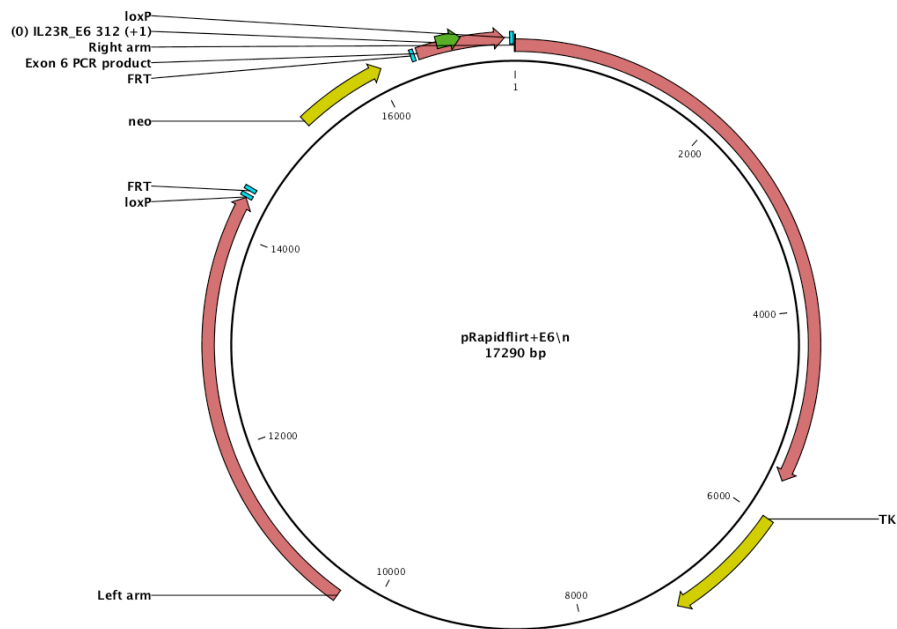 loxP
(0) IL23R_E6 312 (+1)
Right arm
Exon 6 PCR product
FRT
neo
FRT
loxP
Left arm
TK
1
2000
4000
6000
8000
10000
12000
14000
16000
pRapidflirt+E6\n
17290 bp